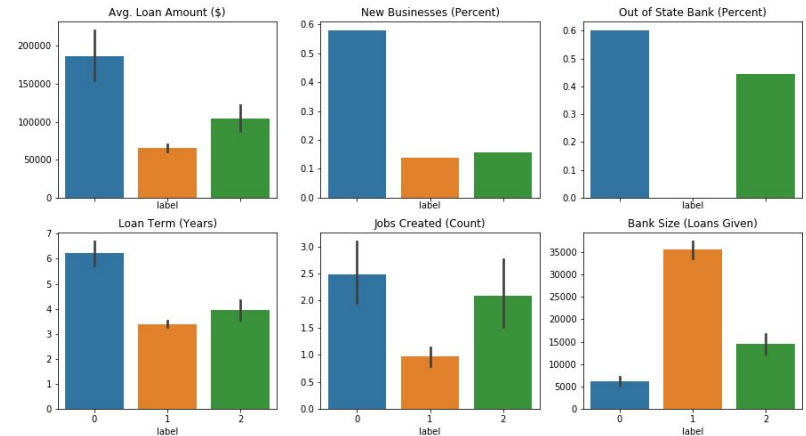 Avg. Loan Amount ($)
200000
150000
100000
50000
0
label
New Businesses (Percent)
0.6
0.5
0.4
0.3
0.2
0.1
0.0
label
Out of State Bank (Percent)
0.6
0.5
0.4
0.3
0.2
0.1
0.0
label
Loan Term (Years)
7
6
5
4
3
2
1
0
0 1 2
label
Jobs Created (Count)
3.0
2.5
2.0
1.5
1.0
0.5
0.0
0 1 2
label
Bank Size (Loans Given)
35000
30000
25000
20000
15000
10000
5000
0
0 1 2
label